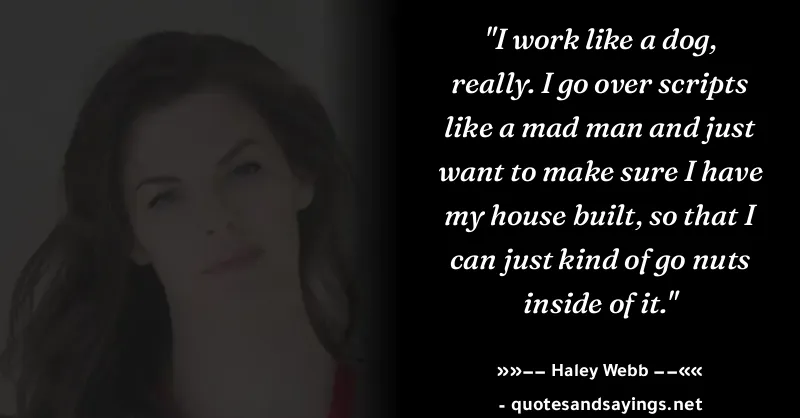 "I work like a dog,
really. I go over scripts
like a mad man and just
want to make sure I have
my house built, so that I
can just kind of go nuts
inside of it."
»»−− Haley Webb −−««
- quotesandsayings.net